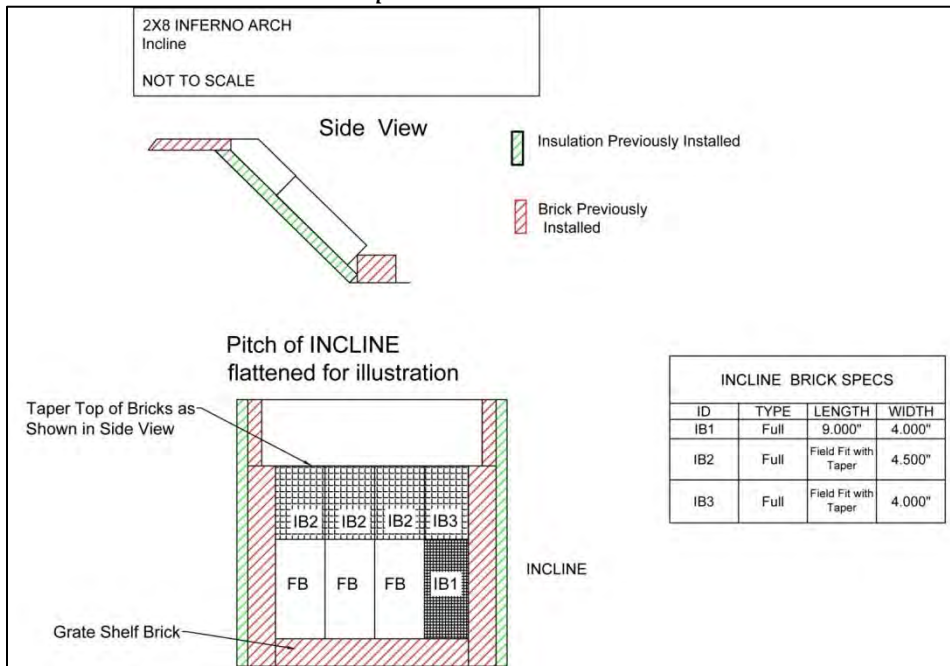 2X8 INFERNO ARCH
Incline
NOT TO SCALE
Side View
Insulation Previously Installed
Brick Previously
Installed
Pitch of INCLINE
flattened for illustration
Taper Top of Bricks as
Shown in Side View
IB2 IB2 IB2 IB3
FB FB FB IB1
INCLINE
Grate Shelf Brick
INCLINE BRICK SPECS
ID TYPE LENGTH WIDTH
IB1 Full 9.000" 4.000"
IB2 Full Field Fit with Taper 4.500"
IB3 Full Field Fit with Taper 4.000"